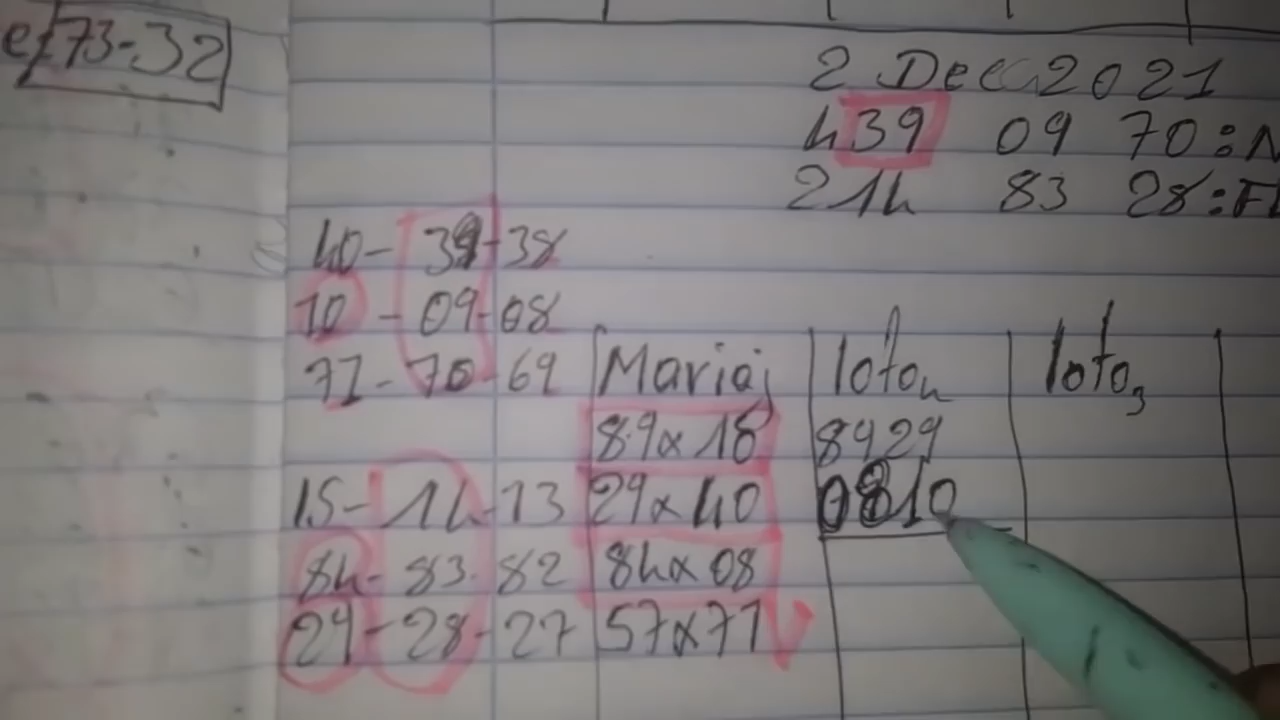 73-32
2 Dec 2021
439 09 70 :N
214 83 28 :F
40 - 39 - 38
10 - 09 - 08
71 - 70 - 69
15 - 14 - 13
84 - 83 - 82
29 - 28 - 27
Mariaj
89x18
29x40
84x08
57x71
loto4
8929
0810
loto3